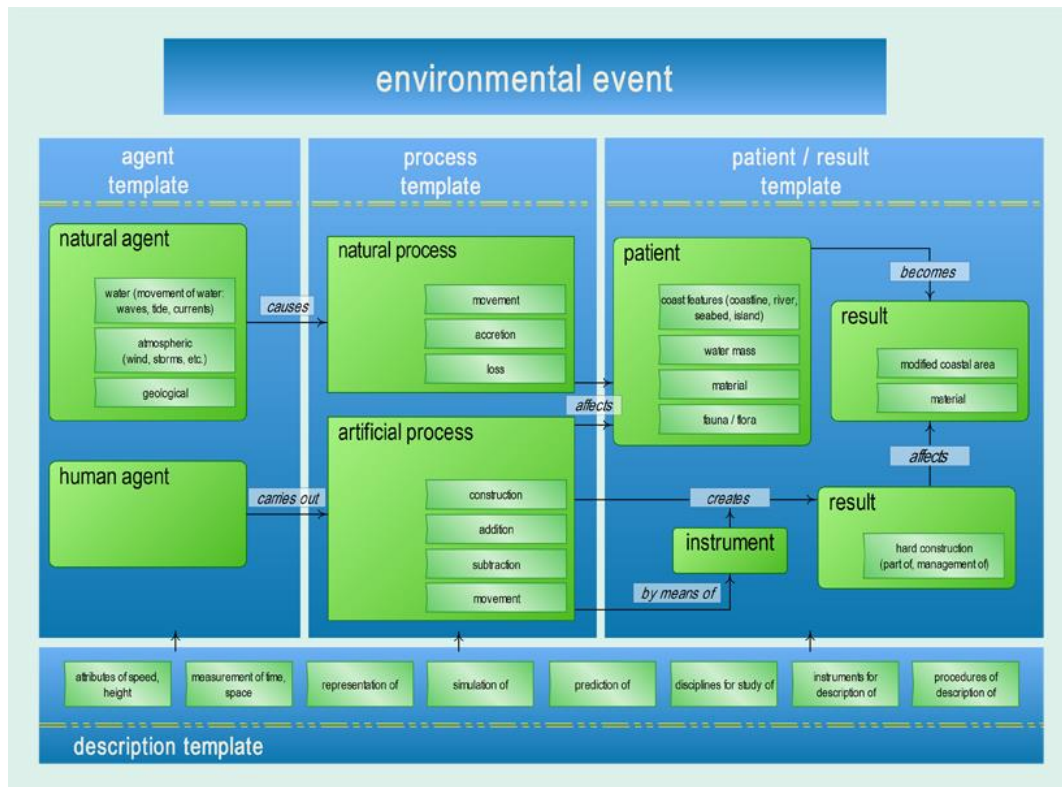 environmental event
agent
template
process
template
patient / result
template
natural agent
water (movement of water:
waves, tide, currents)
atmospheric
(wind, storms, etc.)
geological
human agent
causes
carries out
natural process
movement
accretion
loss
artificial process
construction
addition
subtraction
movement
affects
patient
coast features (coastline, river,
seabed, island)
water mass
material
fauna / flora
becomes
result
modified coastal area
material
affects
creates
instrument
by means of
result
hard construction
(part of, management of)
attributes of speed,
height
measurement of time,
space
representation of
simulation of
prediction of
disciplines for study of
instruments for
description of
procedures of
description of
description template